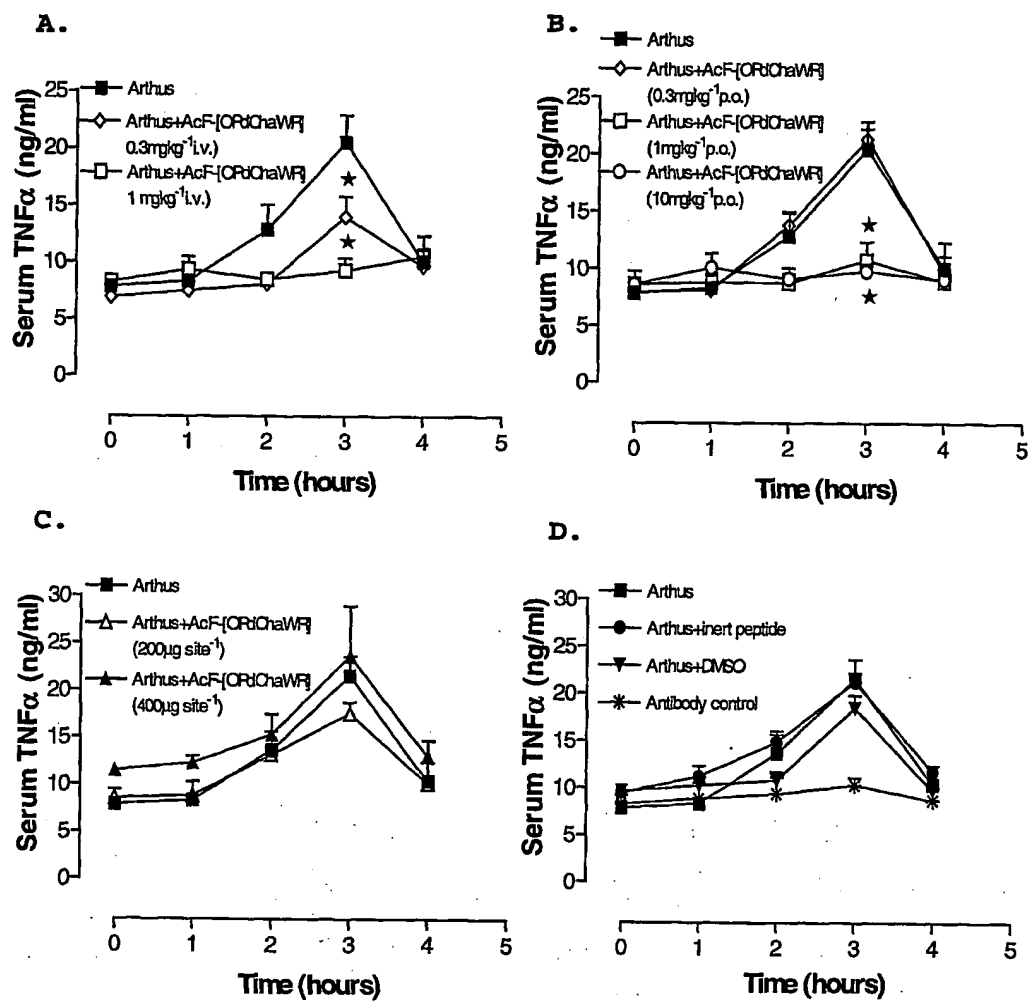 A.
Serum TNFα (ng/ml)
25
20
15
10
5
0
Arthus
Arthus+AcF-[OPdChaWR]
0.3mgkg⁻¹i.v.)
Arthus+AcF-[OPdChaWR]
1 mgkg⁻¹i.v.)
★
★
0 1 2 3 4 5
Time (hours)
B.
Serum TNFα (ng/ml)
25
20
15
10
5
0
Arthus
Arthus+AcF-[OPdChaWR]
(0.3mgkg⁻¹p.o.)
Arthus+AcF-[OPdChaWR]
(1mgkg⁻¹p.o.)
Arthus+AcF-[OPdChaWR]
(10mgkg⁻¹p.o.)
★
★
0 1 2 3 4 5
Time (hours)
C.
Serum TNFα (ng/ml)
30
25
20
15
10
5
0
Arthus
Arthus+AcF-[OPdChaWR]
(200µg site⁻¹)
Arthus+AcF-[OPdChaWR]
(400µg site⁻¹)
0 1 2 3 4 5
Time (hours)
D.
Serum TNFα (ng/ml)
30
25
20
15
10
5
0
Arthus
Arthus+inert peptide
Arthus+DMSO
Antibody control
0 1 2 3 4 5
Time (hours)